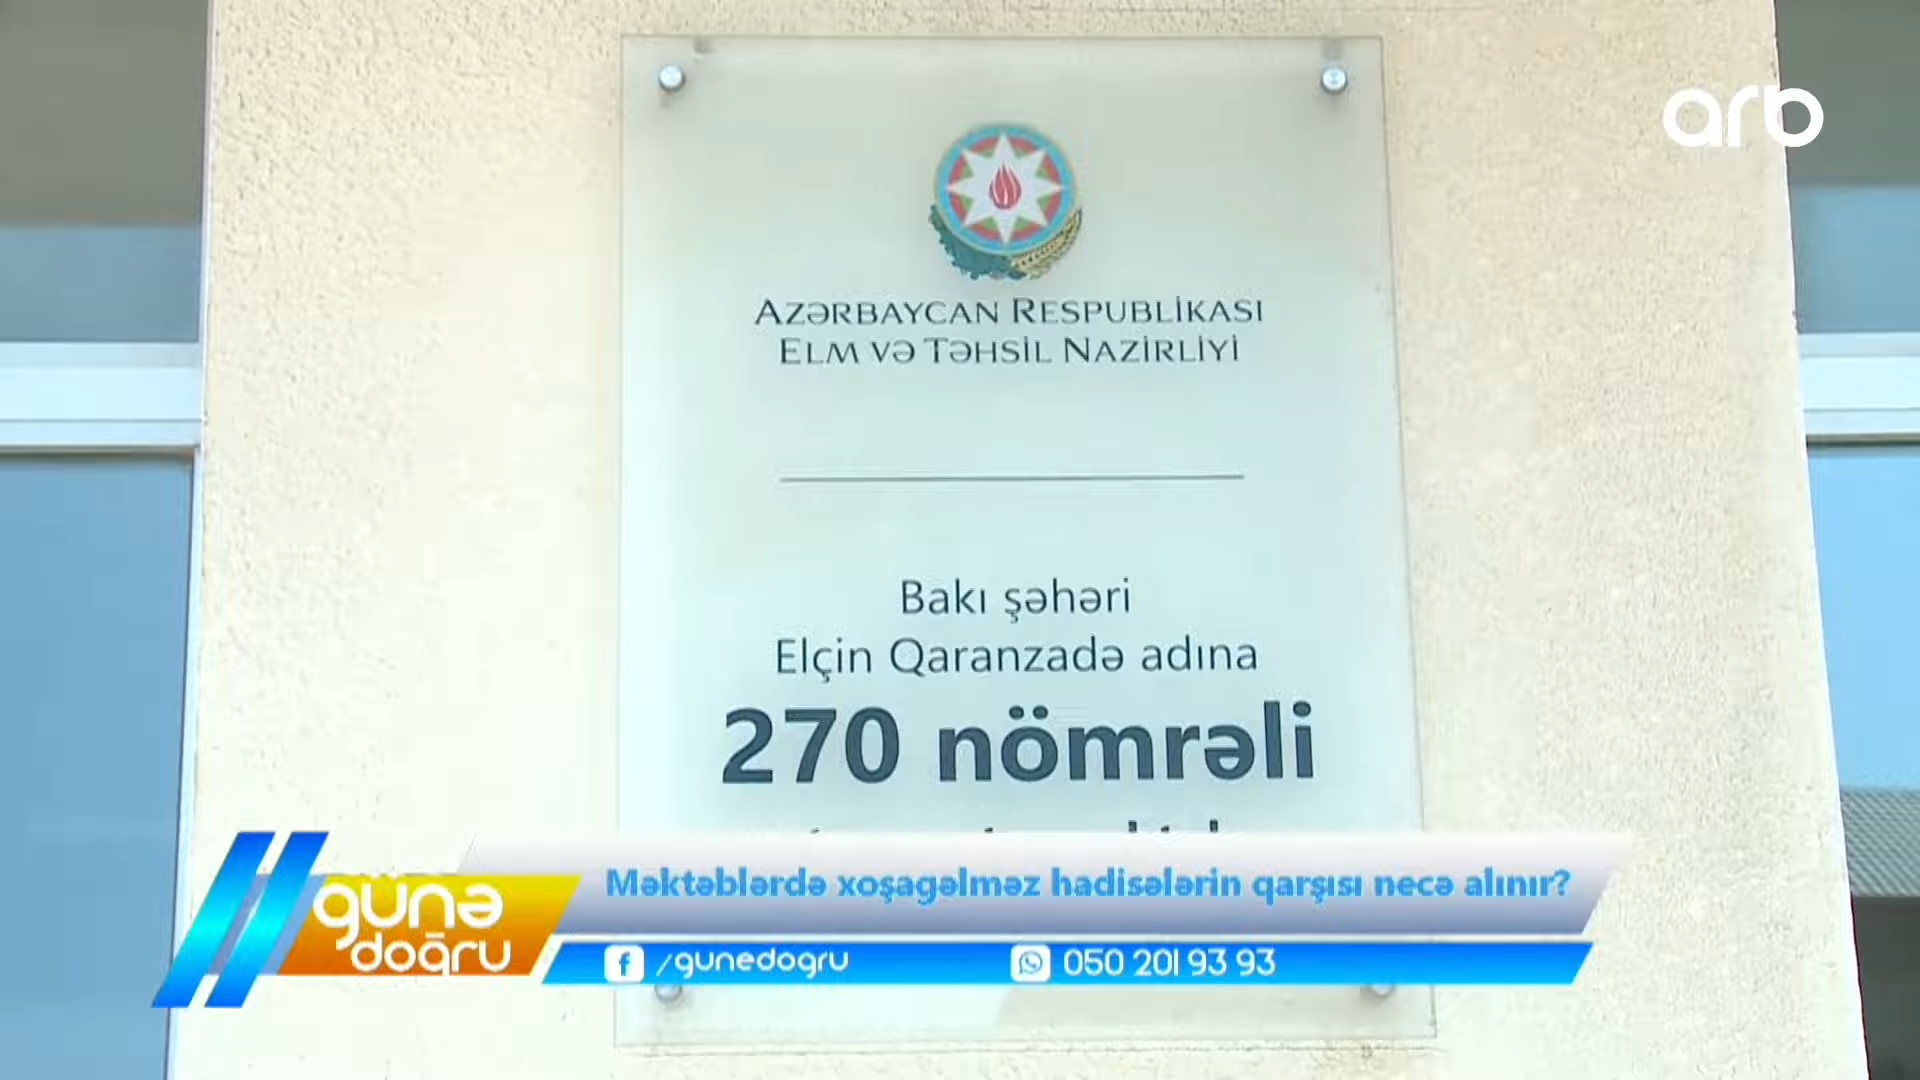 arb
AZƏRBAYCAN RESPUBLİKASI
ELM VƏ TƏHSİL NAZİRLİYİ
Bakı şəhəri
Elçin Qaranzadə adına
270 nömrəli
günə
doğru
Məktəblərdə xoşagəlməz hadisələrin qarşısı necə alınır?
/gunedogru
050 201 93 93